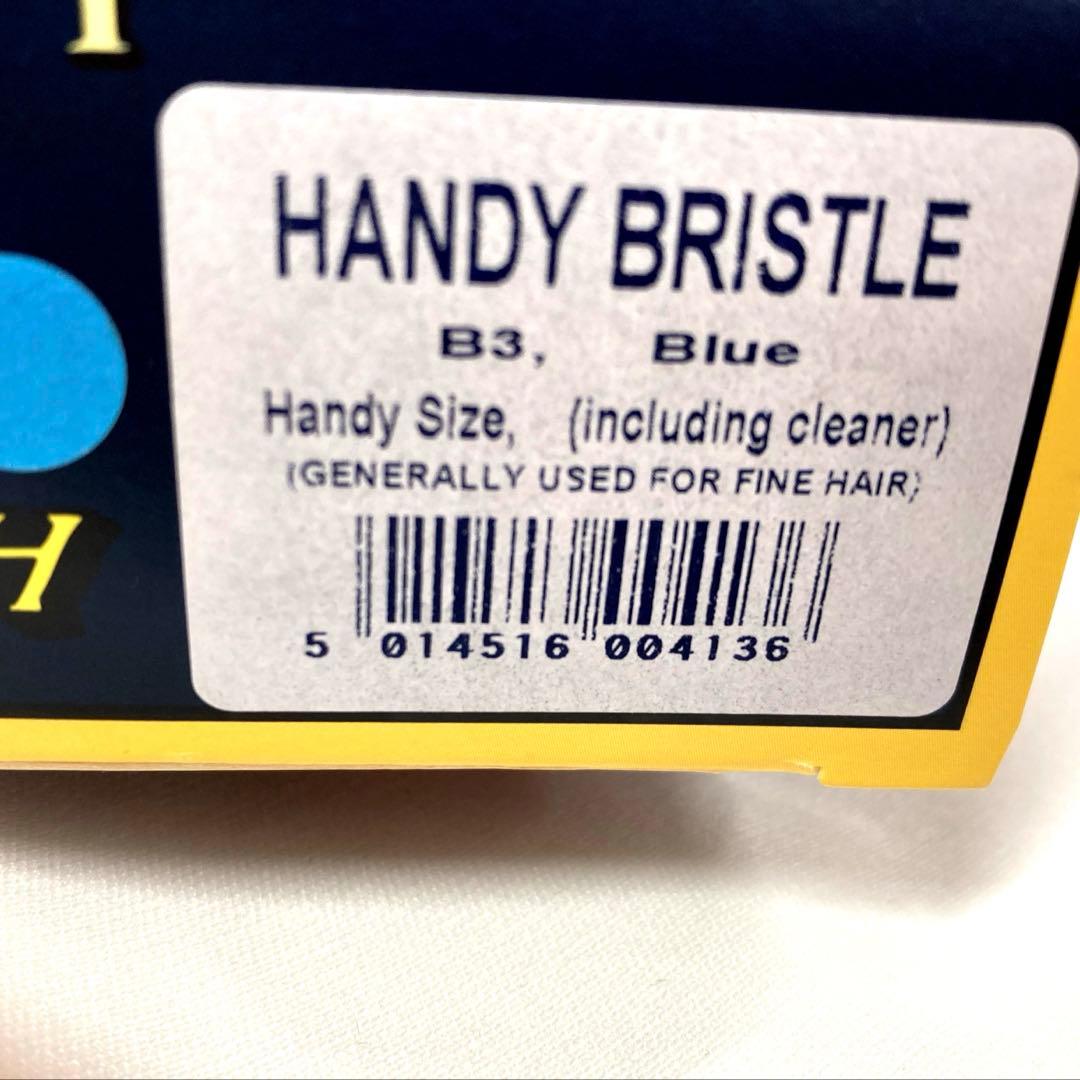 HANDY BRISTLE
B3, Blue
Handy Size, (including cleaner)
(GENERALLY USED FOR FINE HAIR)
5 014516 004136
H